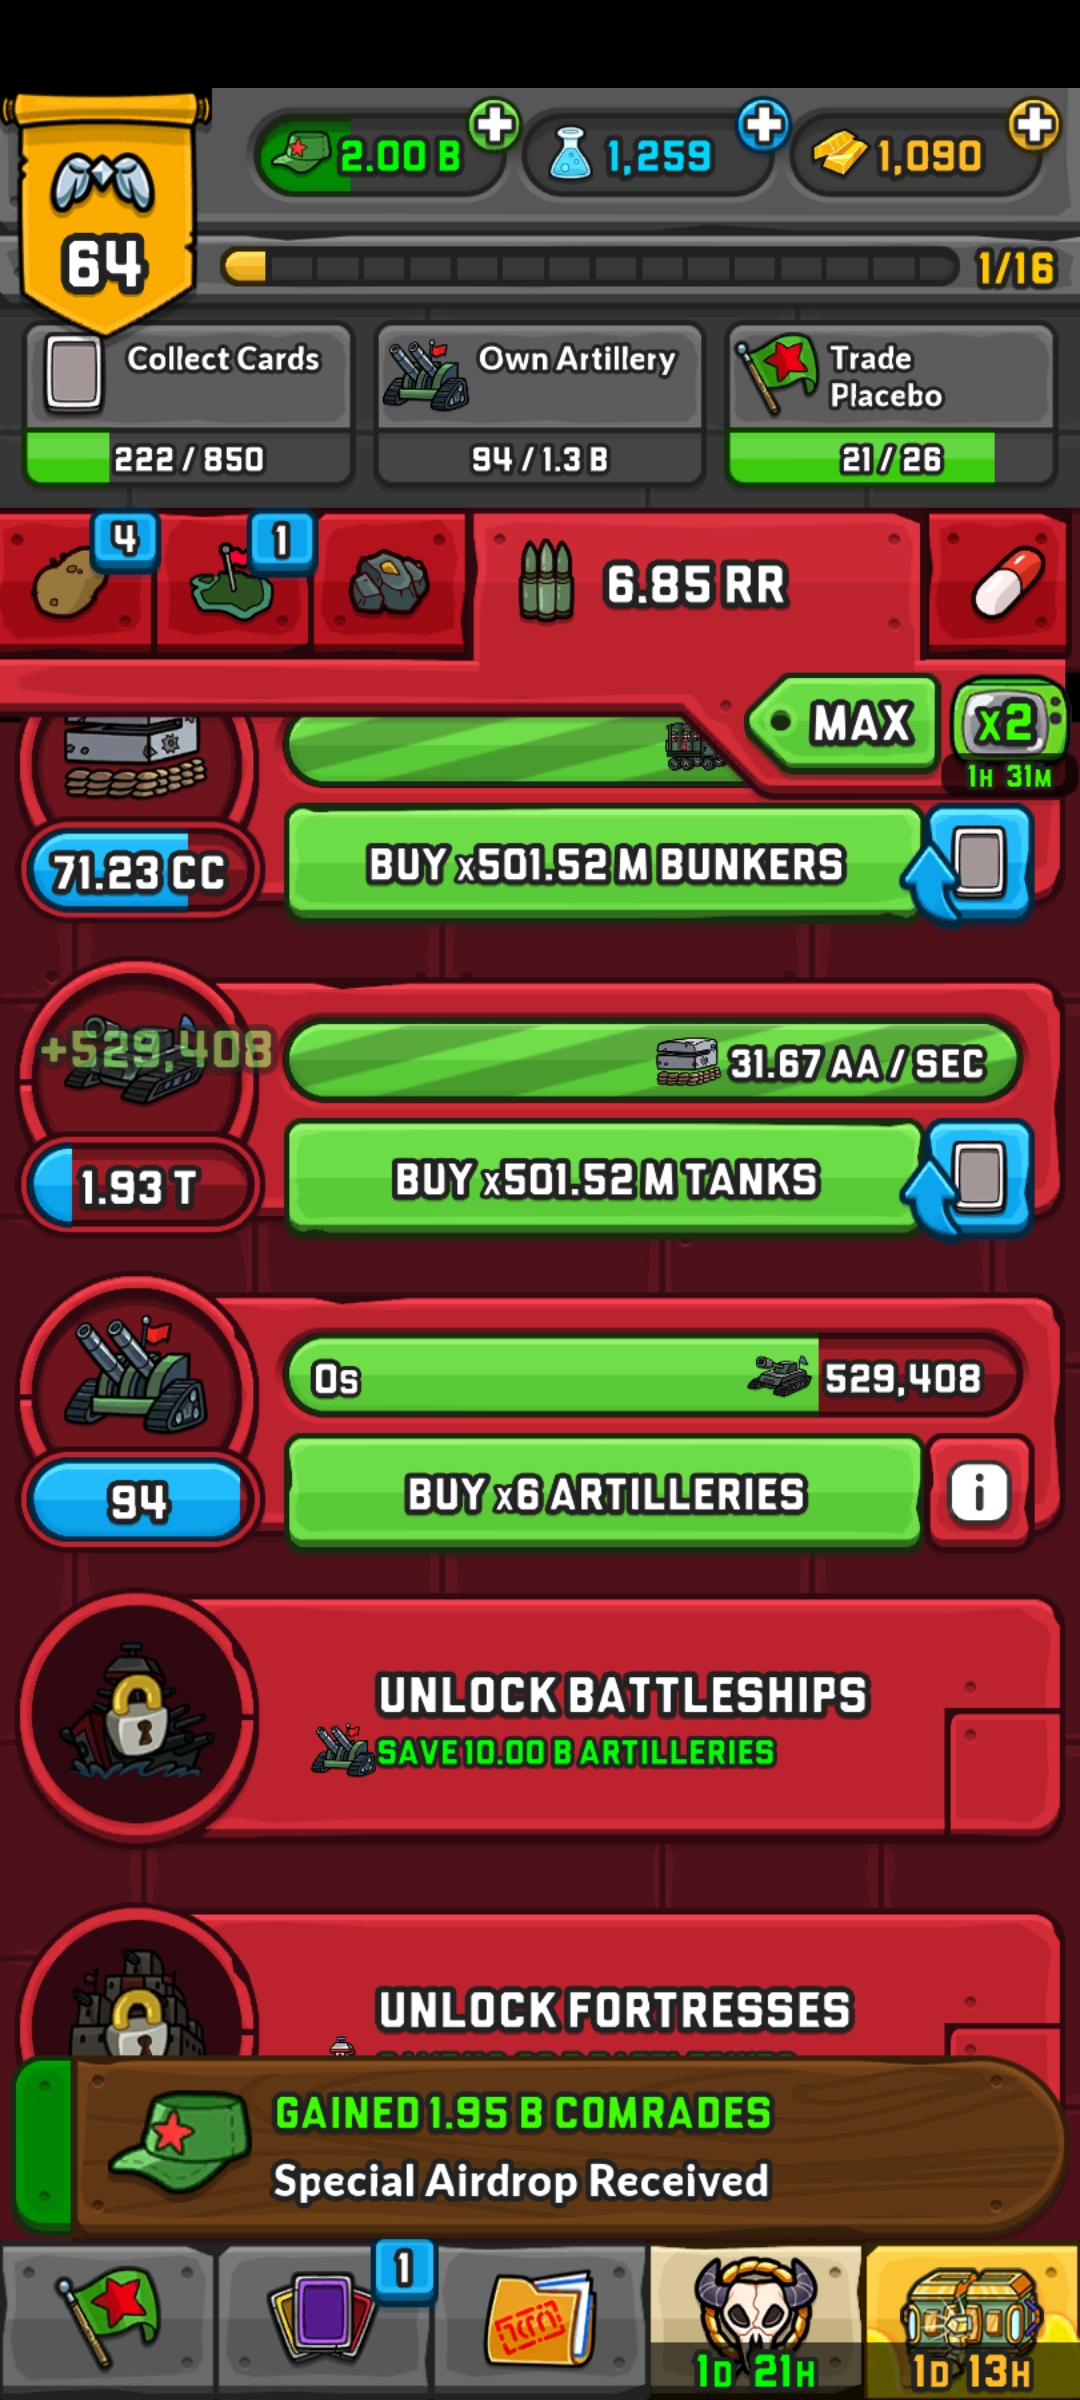 2.00 B
1,259
1,090
64
1/16
Collect Cards
222 / 850
Own Artillery
94 / 1.3 B
Trade
Placebo
21 / 26
4
1
6.85 RR
MAX
x2
1H 31M
71.23 CC
BUY x501.52 M BUNKERS
+529,408
31.67 AA / SEC
1.93 T
BUY x501.52 M TANKS
0s
529,408
94
BUY x6 ARTILLERIES
i
UNLOCK BATTLESHIPS
SAVE 10.00 B ARTILLERIES
UNLOCK FORTRESSES
GAINED 1.95 B COMRADES
Special Airdrop Received
1
1D 21H
1D 13H